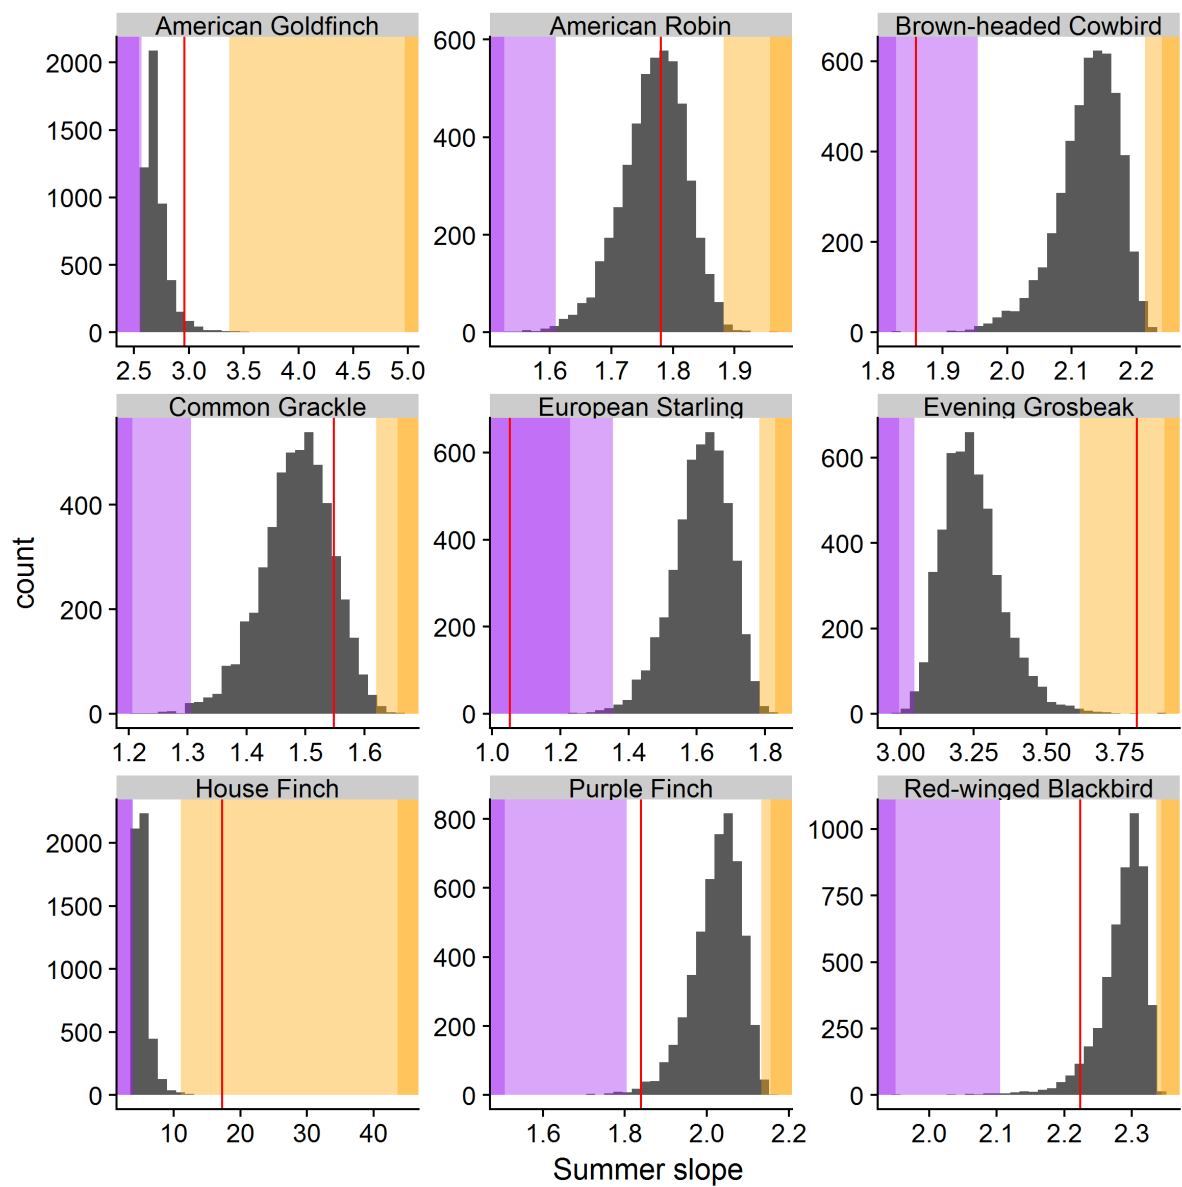 American Goldfinch
American Robin
Brown-headed Cowbird
2000
1500
1000
500
0
600
400
200
0
600
400
200
0
2.5 3.0 3.5 4.0 4.5 5.0
1.6 1.7 1.8 1.9
1.8 1.9 2.0 2.1 2.2
Common Grackle
European Starling
Evening Grosbeak
400
200
0
600
400
200
0
600
400
200
0
1.2 1.3 1.4 1.5 1.6
1.0 1.2 1.4 1.6 1.8
3.00 3.25 3.50 3.75
House Finch
Purple Finch
Red-winged Blackbird
2000
1500
1000
500
0
800
600
400
200
0
1000
750
500
250
0
10 20 30 40
1.6 1.8 2.0 2.2
2.0 2.1 2.2 2.3
count
Summer slope